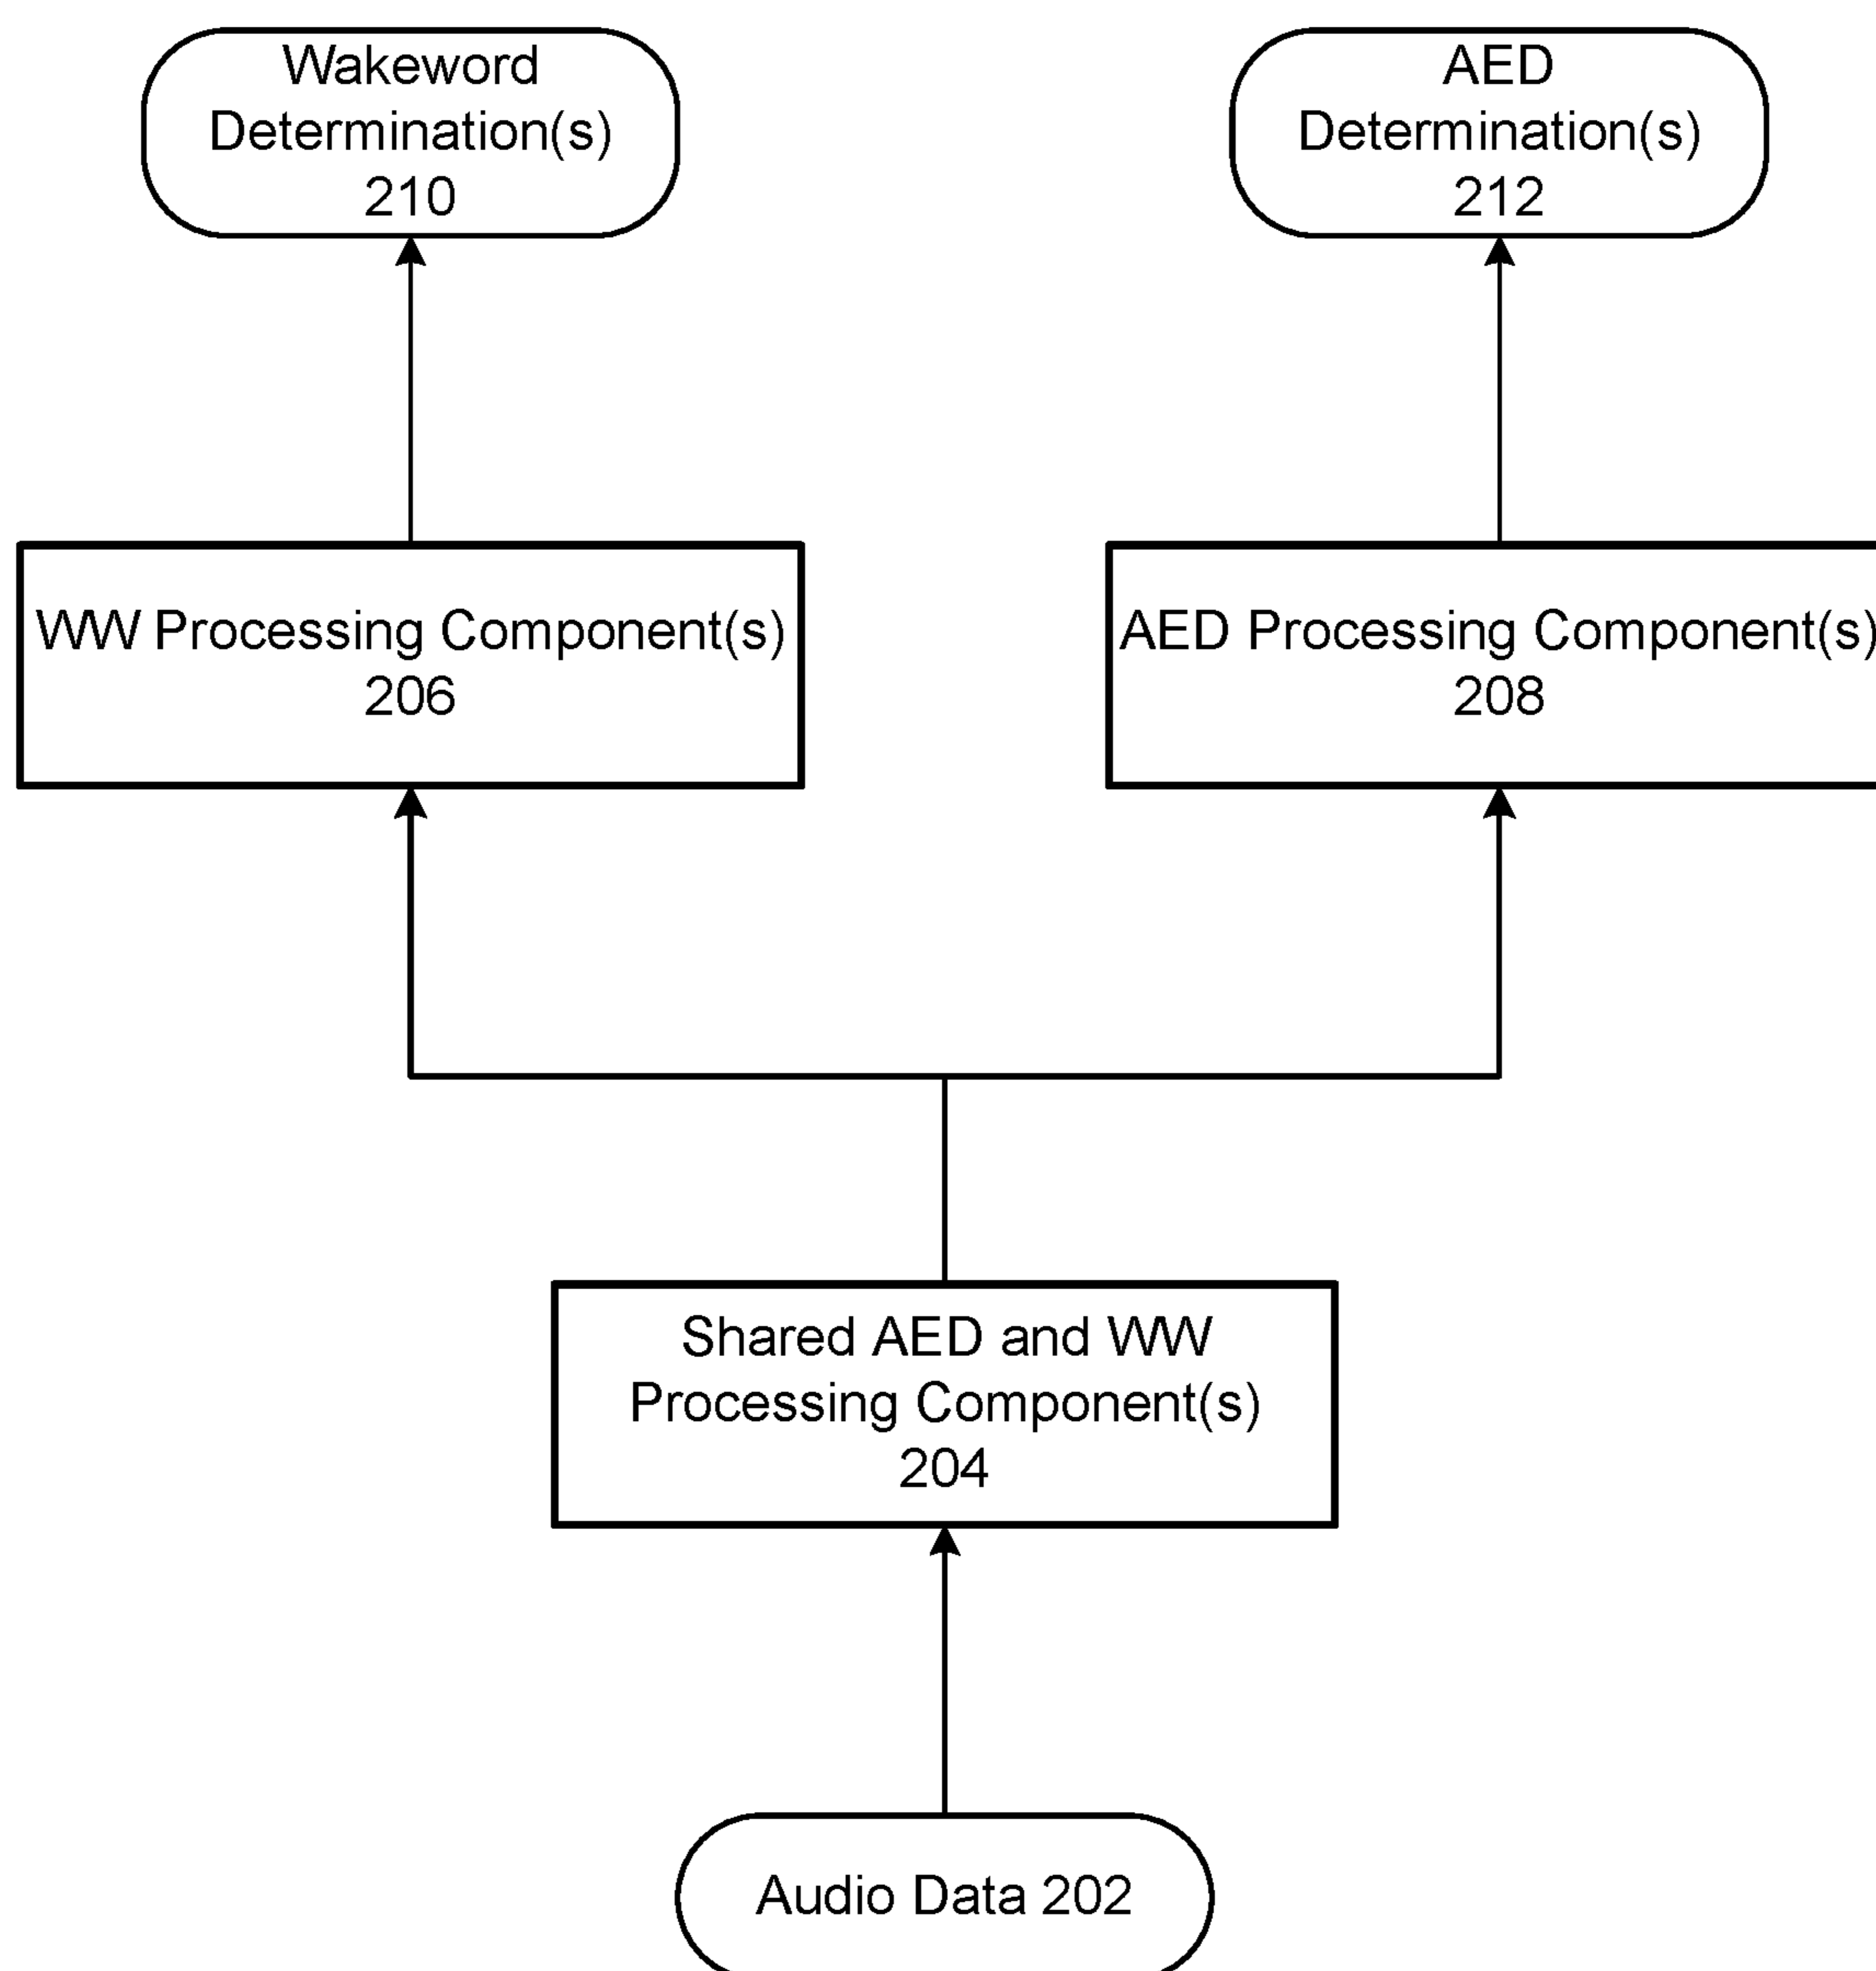 Wakeword
Determination(s)
210
AED
Determination(s)
212
WW Processing Component(s)
206
AED Processing Component(s)
208
Shared AED and WW
Processing Component(s)
204
Audio Data 202